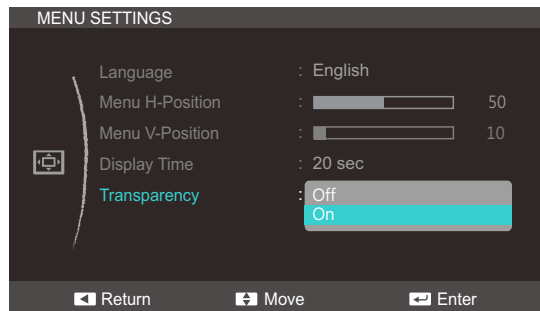 MENU SETTINGS
Language : English
Menu H-Position : 50
Menu V-Position : 10
Display Time : 20 sec
Transparency : Off
On
Return Move Enter